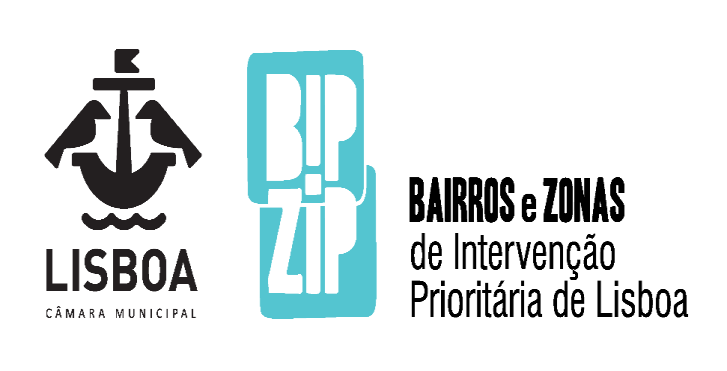 LISBOA
CÂMARA MUNICIPAL
BIP
ZIP
BAIRROS e ZONAS
de Intervenção
Prioritária de Lisboa